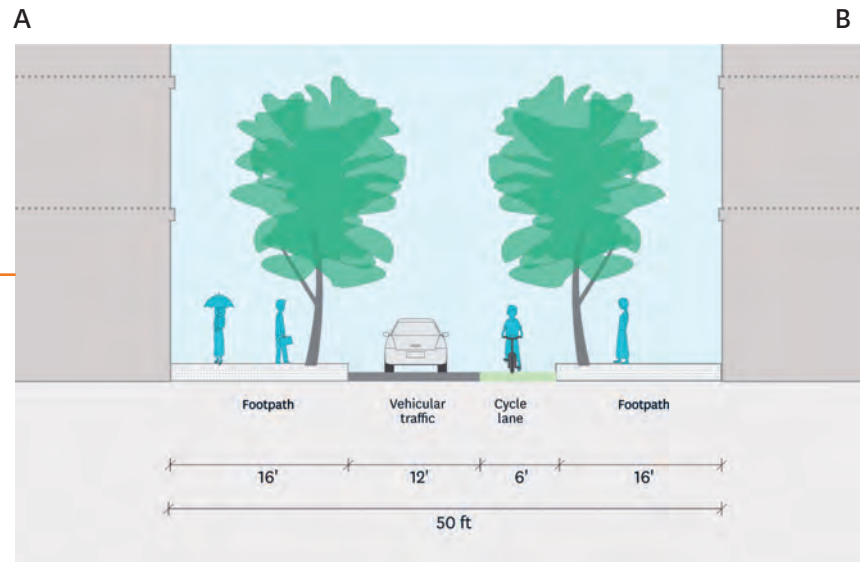 A
B
Footpath
Vehicular
traffic
Cycle
lane
Footpath
16'
12'
6'
16'
50 ft